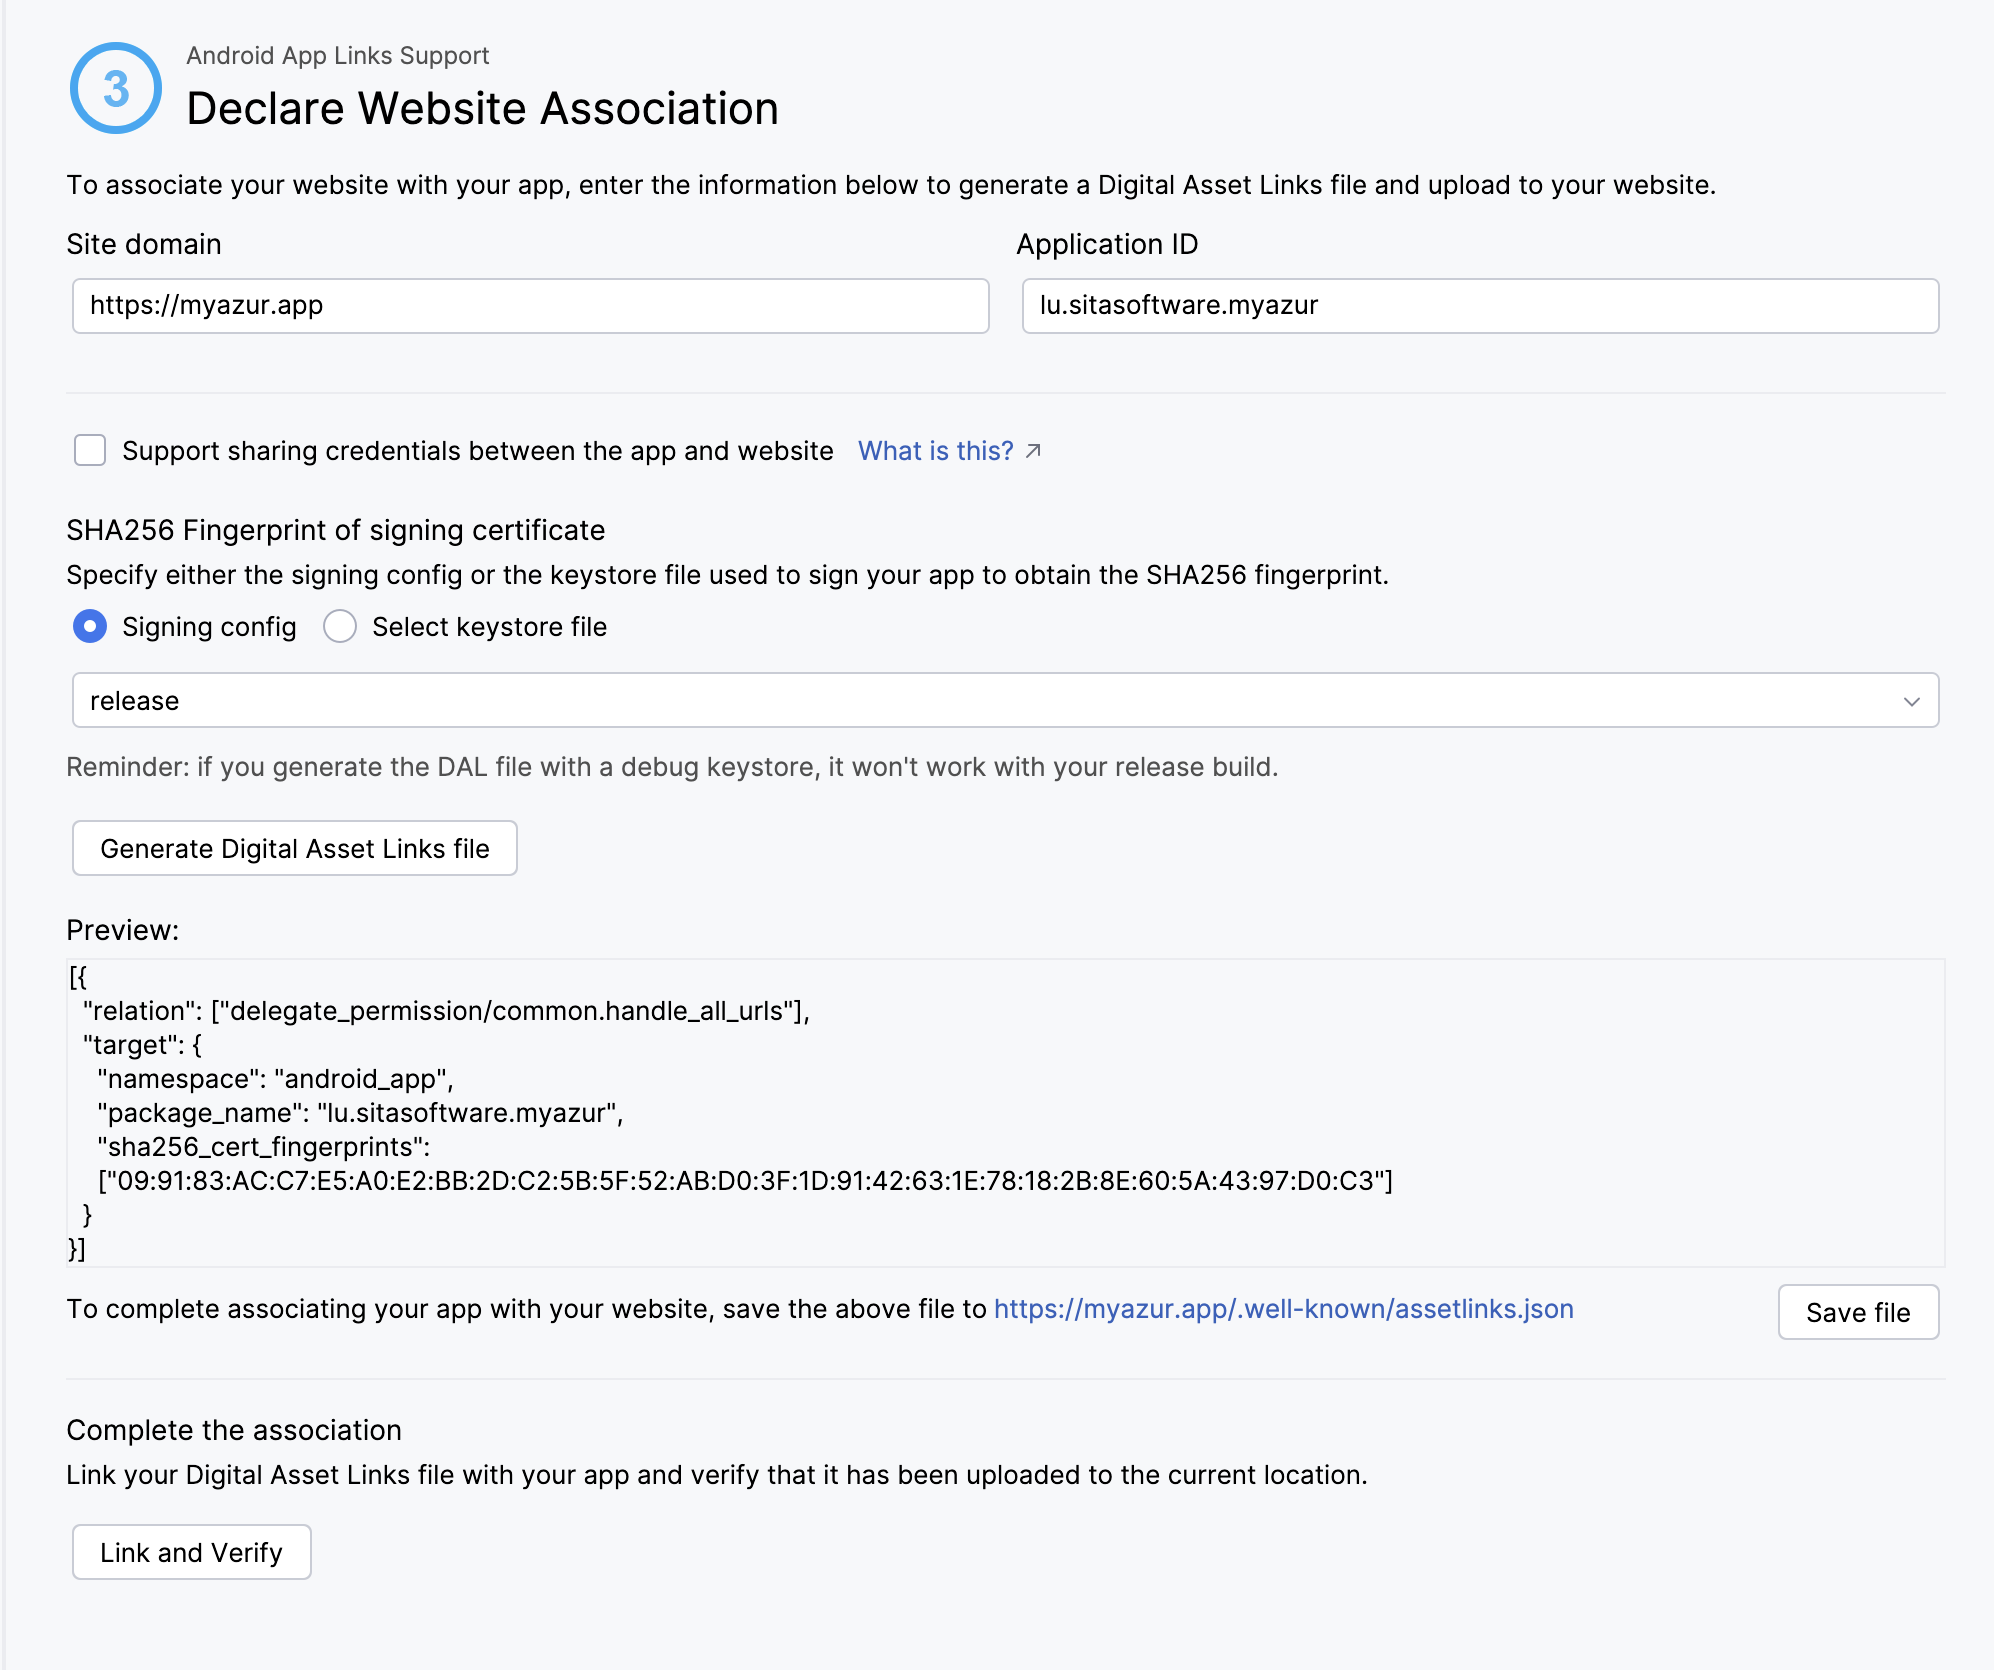 3
Android App Links Support
Declare Website Association
To associate your website with your app, enter the information below to generate a Digital Asset Links file and upload to your website.
Site domain
Application ID
https://myazur.app
lu.sitasoftware.myazur
Support sharing credentials between the app and website What is this? ↗
SHA256 Fingerprint of signing certificate
Specify either the signing config or the keystore file used to sign your app to obtain the SHA256 fingerprint.
Signing config Select keystore file
release
Reminder: if you generate the DAL file with a debug keystore, it won't work with your release build.
Generate Digital Asset Links file
Preview:
[{
"relation": ["delegate_permission/common.handle_all_urls"],
"target": {
"namespace": "android_app",
"package_name": "lu.sitasoftware.myazur",
"sha256_cert_fingerprints":
["09:91:83:AC:C7:E5:A0:E2:BB:2D:C2:5B:5F:52:AB:D0:3F:1D:91:42:63:1E:78:18:2B:8E:60:5A:43:97:D0:C3"]
}
}]
To complete associating your app with your website, save the above file to https://myazur.app/.well-known/assetlinks.json
Save file
Complete the association
Link your Digital Asset Links file with your app and verify that it has been uploaded to the current location.
Link and Verify